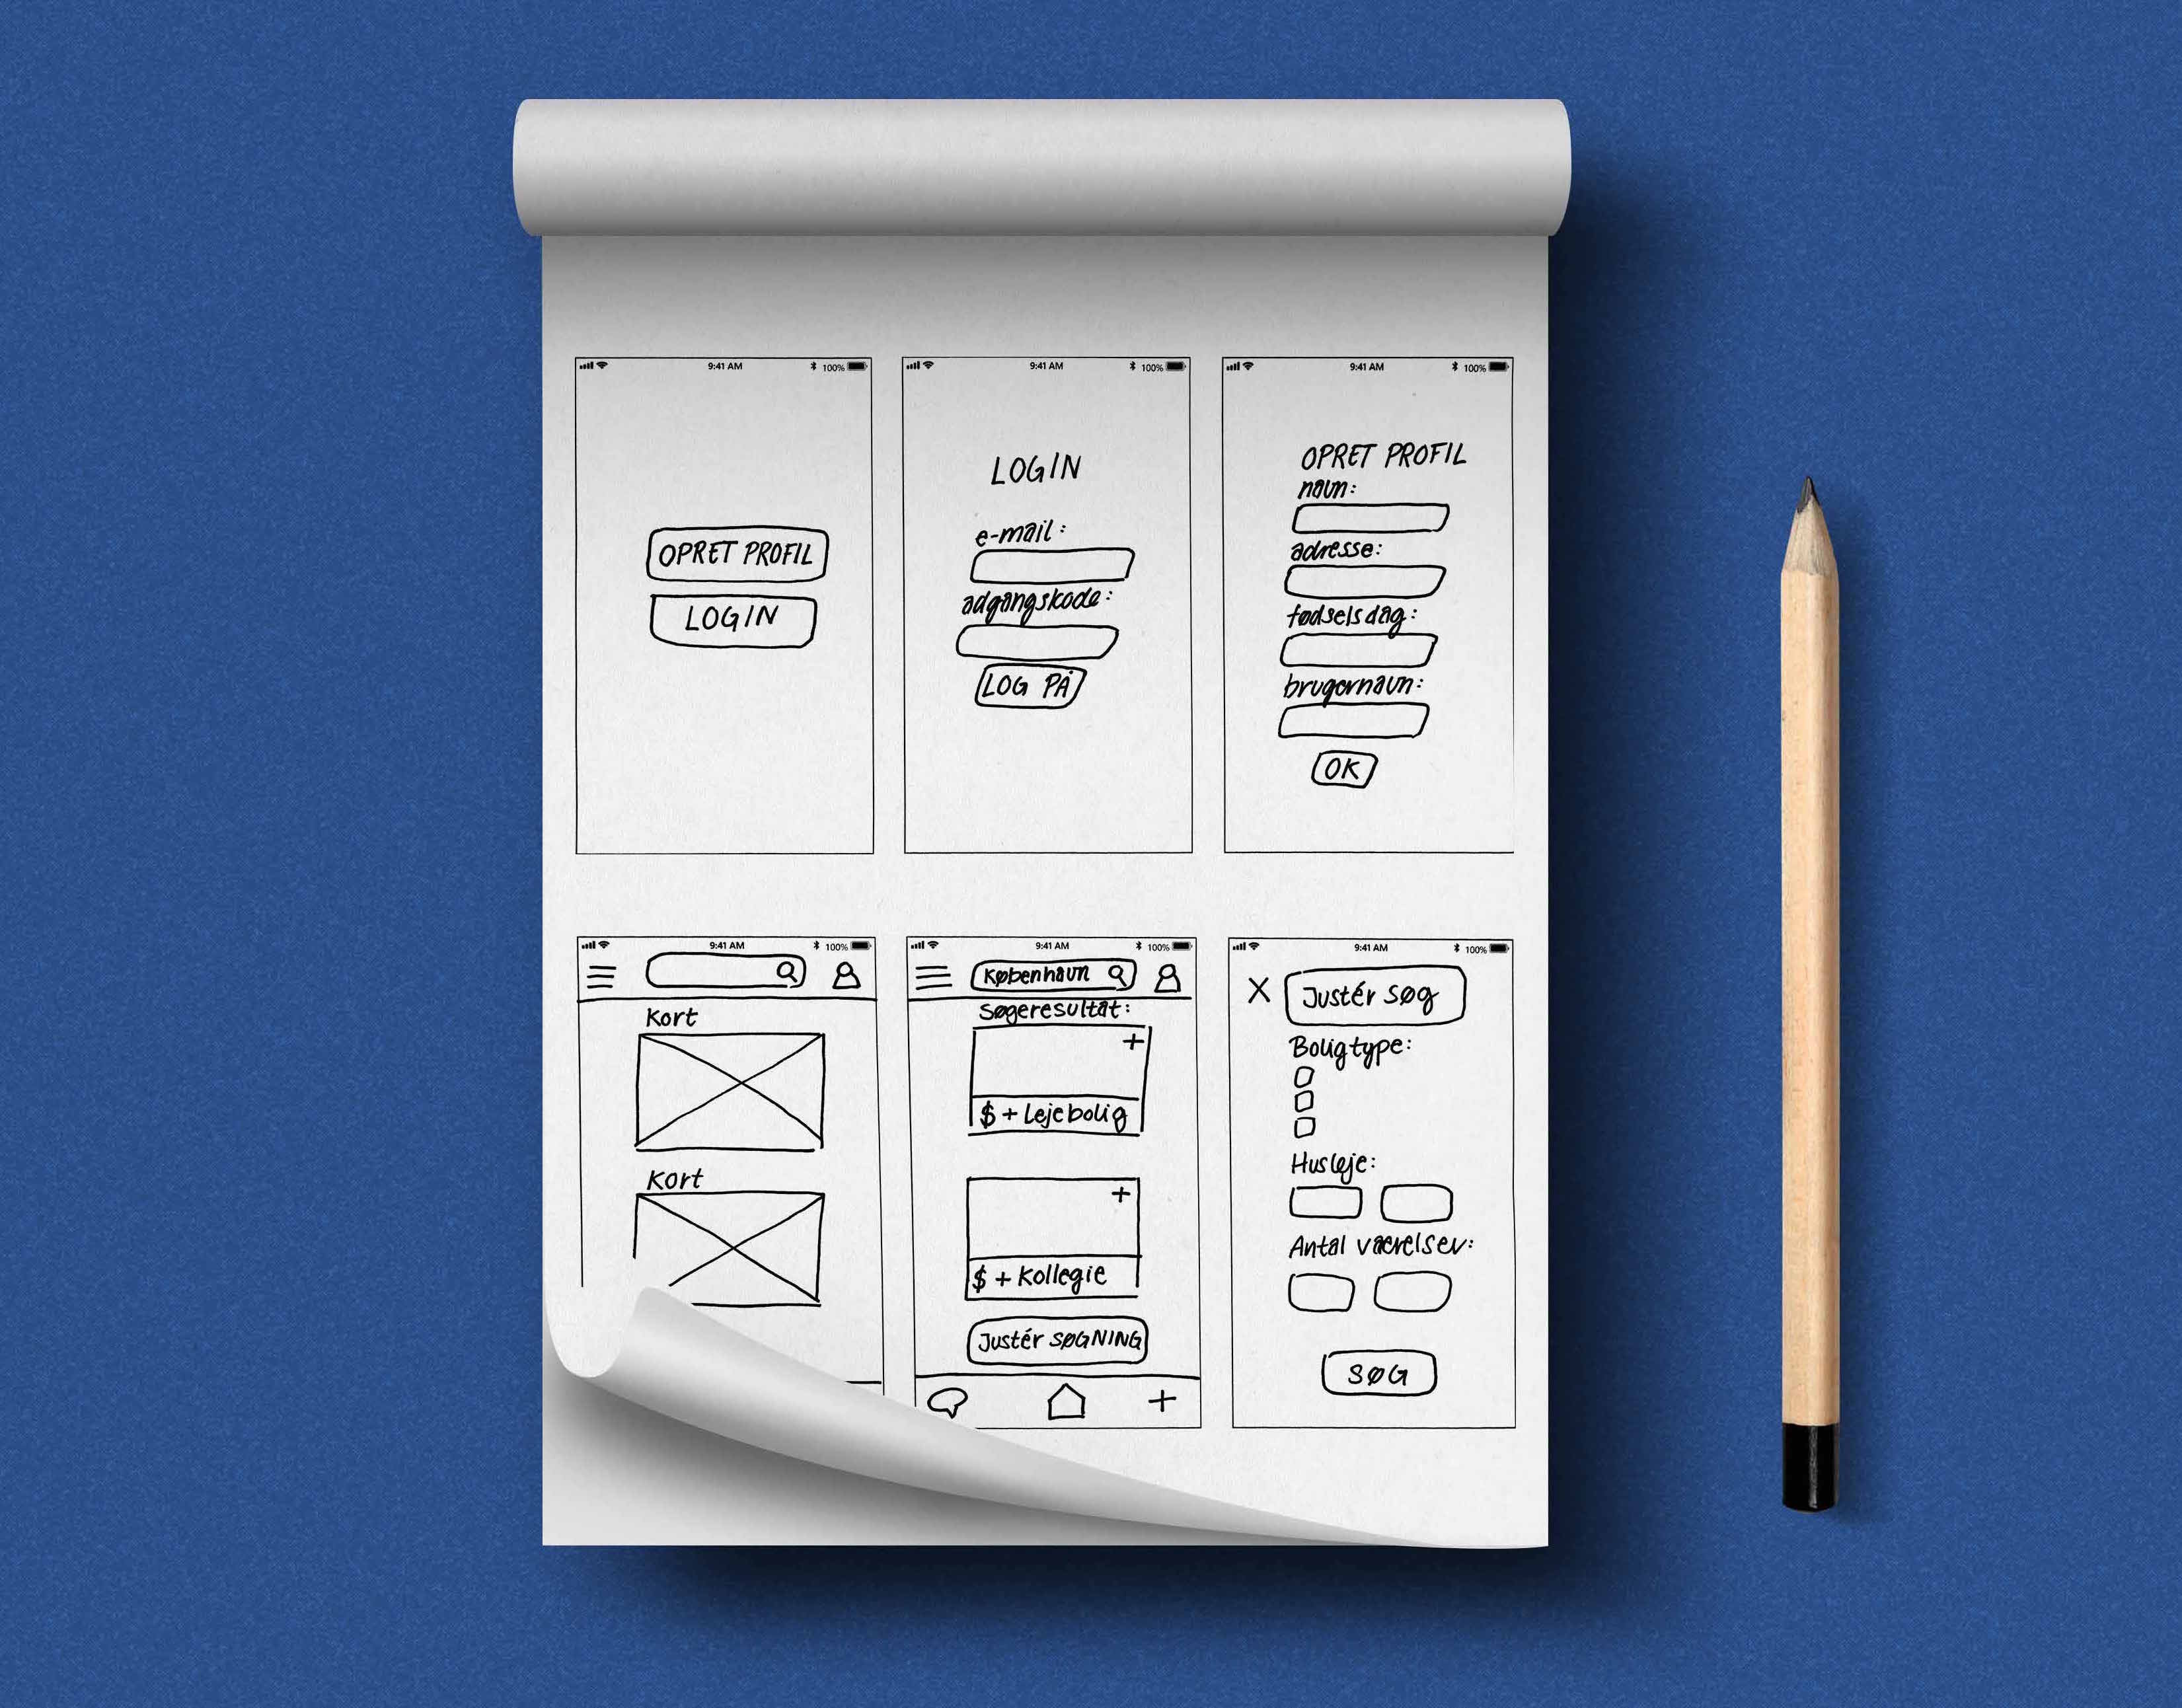 9:41 AM 100%
OPRET PROFIL
LOGIN
9:41 AM 100%
LOGIN
e-mail:
adgangskode:
LOG PÅ
9:41 AM 100%
OPRET PROFIL
navn:
adresse:
fødselsdag:
brugernavn:
OK
9:41 AM 100%
Kort
Kort
9:41 AM 100%
København
Søgeresultat:
+
$ + Lejebolig
+
$ + Kollegie
Justér SØGNING
+
9:41 AM 100%
X Justér søg
Boligtype:
Husleje:
Antal værelser:
SØG